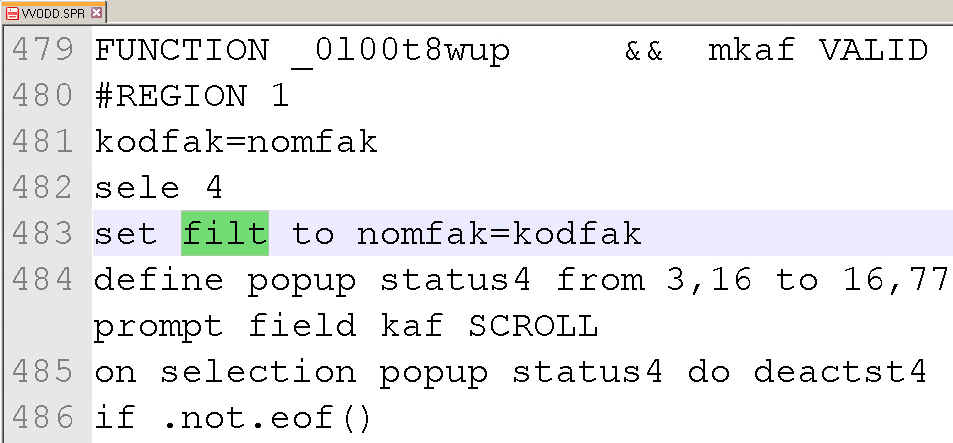 VVODD.SPR
479 FUNCTION _0l00t8wup && mkaf VALID
480 #REGION 1
481 kodfak=nomfak
482 sele 4
483 set filt to nomfak=kodfak
484 define popup status4 from 3,16 to 16,77
prompt field kaf SCROLL
485 on selection popup status4 do deactst4
486 if .not.eof()